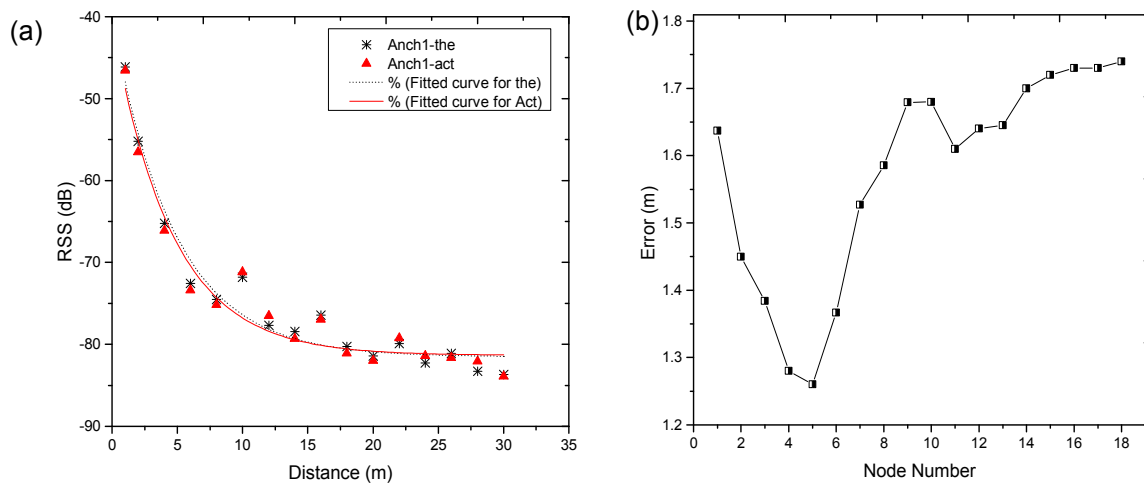 (a)
-40
-50
-60
-70
-80
-90
RSS (dB)
0 5 10 15 20 25 30 35
Distance (m)
Anch1-the
Anch1-act
% (Fitted curve for the)
% (Fitted curve for Act)
(b)
1.8
1.7
1.6
1.5
1.4
1.3
1.2
Error (m)
0 2 4 6 8 10 12 14 16 18
Node Number